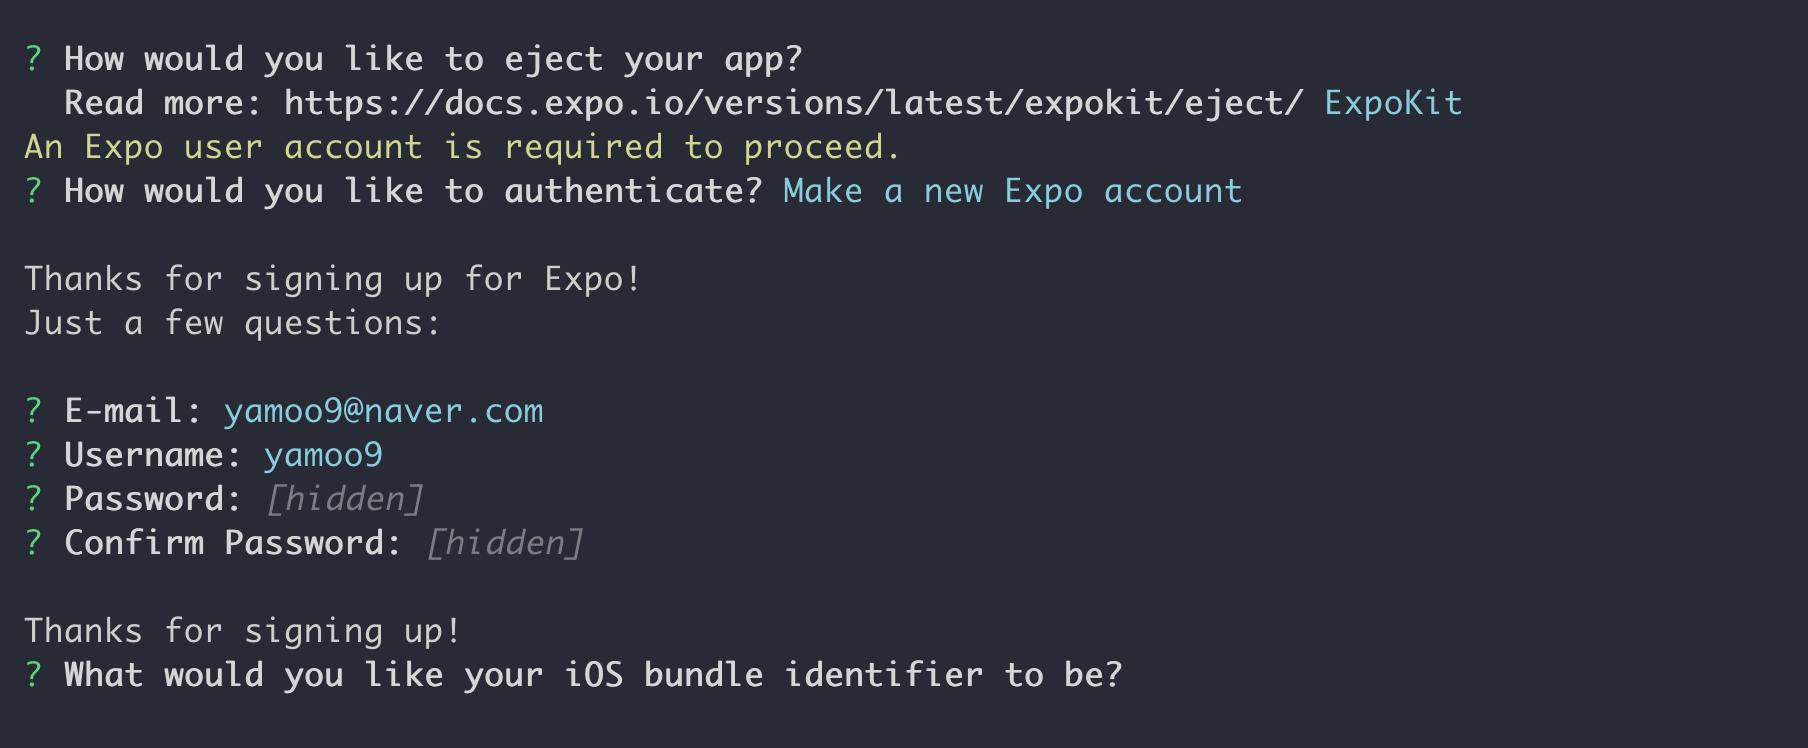 ? How would you like to eject your app?
Read more: https://docs.expo.io/versions/latest/expokit/eject/ ExpoKit
An Expo user account is required to proceed.
? How would you like to authenticate? Make a new Expo account
Thanks for signing up for Expo!
Just a few questions:
? E-mail: yamoo9@naver.com
? Username: yamoo9
? Password: [hidden]
? Confirm Password: [hidden]
Thanks for signing up!
? What would you like your iOS bundle identifier to be?